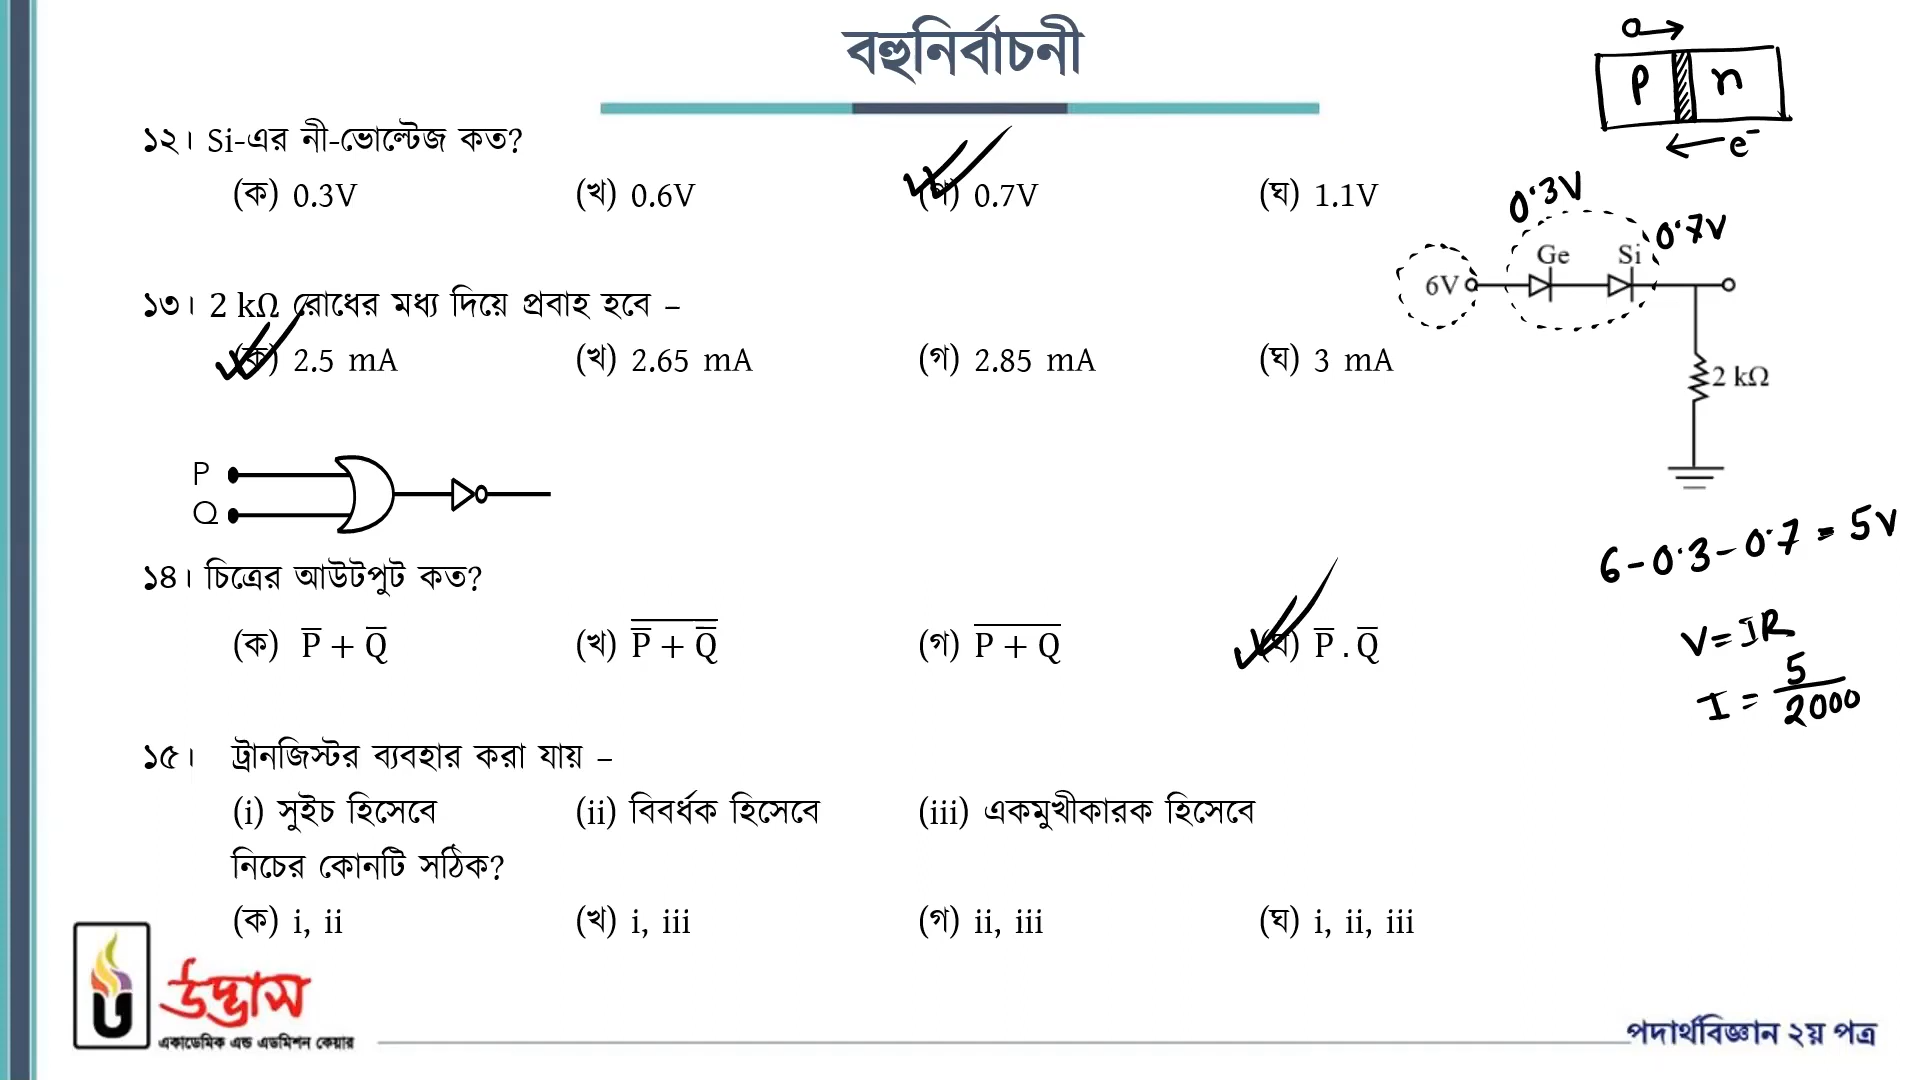 বহুনির্বাচনী
p n
e⁻
১২। Si-এর নী-ভোল্টেজ কত?
(ক) 0.3V (খ) 0.6V (গ) 0.7V (ঘ) 1.1V
0.3V
0.7V
Ge Si
6V
2 kΩ
১৩। 2 kΩ রোধের মধ্য দিয়ে প্রবাহ হবে –
(ক) 2.5 mA (খ) 2.65 mA (গ) 2.85 mA (ঘ) 3 mA
P
Q
6-0.3-0.7 = 5V
V=IR
I = 5/2000
১৪। চিত্রের আউটপুট কত?
(ক) P̅ + Q̅ (খ) \overline{\overline{P} + \overline{Q}} (গ) \overline{P + Q} (ঘ) P̅ . Q̅
১৫। ট্রানজিস্টর ব্যবহার করা যায় –
(i) সুইচ হিসেবে (ii) বিবর্ধক হিসেবে (iii) একমুখীকারক হিসেবে
নিচের কোনটি সঠিক?
(ক) i, ii (খ) i, iii (গ) ii, iii (ঘ) i, ii, iii
উদ্ভাস
একাডেমিক এন্ড এডমিশন কেয়ার
পদার্থবিজ্ঞান ২য় পত্র